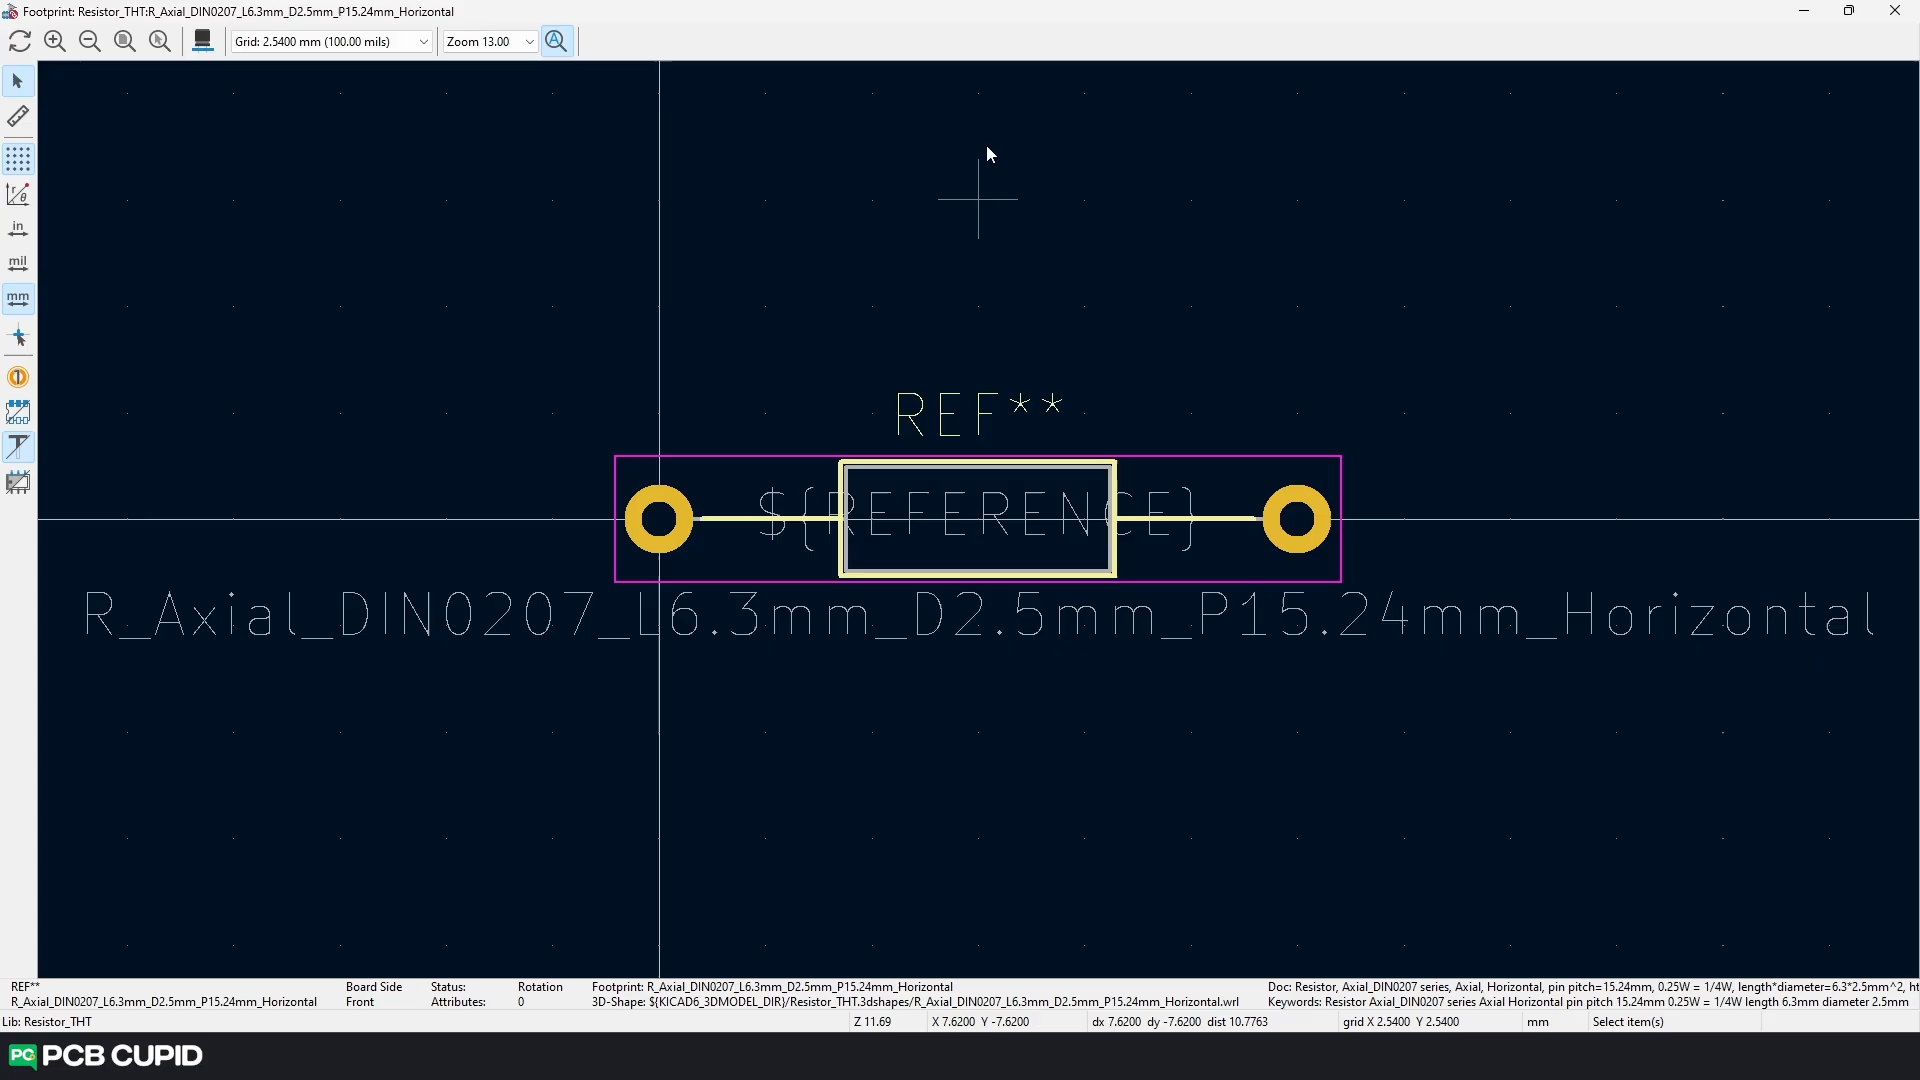 Footprint: Resistor_THT:R_Axial_DIN0207_L6.3mm_D2.5mm_P15.24mm_Horizontal
Grid: 2.5400 mm (100.00 mils)
Zoom 13.00
in
mil
mm
REF**
${REFERENCE}
R_Axial_DIN0207_L6.3mm_D2.5mm_P15.24mm_Horizontal
REF** Board Side Status: Rotation Footprint: R_Axial_DIN0207_L6.3mm_D2.5mm_P15.24mm_Horizontal Doc: Resistor, Axial_DIN0207 series, Axial, Horizontal, pin pitch=15.24mm, 0.25W = 1/4W, length*diameter=6.3*2.5mm^2, ht
R_Axial_DIN0207_L6.3mm_D2.5mm_P15.24mm_Horizontal Front Attributes: 0 3D-Shape: ${KICAD6_3DMODEL_DIR}/Resistor_THT.3dshapes/R_Axial_DIN0207_L6.3mm_D2.5mm_P15.24mm_Horizontal.wrl Keywords: Resistor Axial_DIN0207 series Axial Horizontal pin pitch 15.24mm 0.25W = 1/4W length 6.3mm diameter 2.5mm
Lib: Resistor_THT Z 11.69 X 7.6200 Y -7.6200 dx 7.6200 dy -7.6200 dist 10.7763 grid X 2.5400 Y 2.5400 mm Select item(s)
PCB CUPID